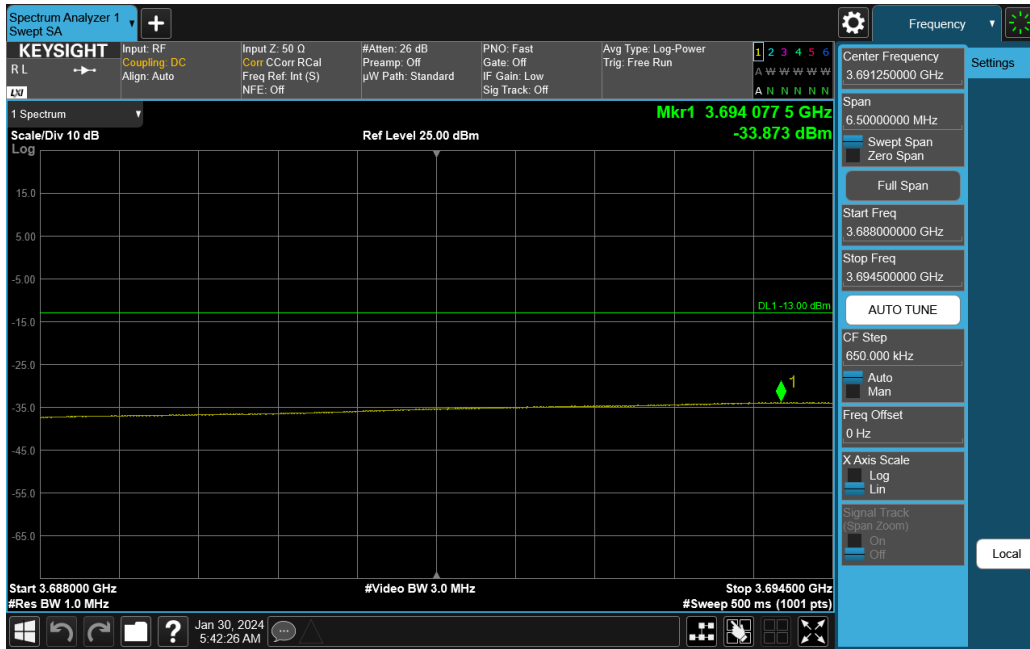 Spectrum Analyzer 1
Swept SA
Frequency
KEYSIGHT
R L
LXI
Input: RF
Coupling: DC
Align: Auto
Input Z: 50 Ω
Corr CCorr RCal
Freq Ref: Int (S)
NFE: Off
#Atten: 26 dB
Preamp: Off
µW Path: Standard
PNO: Fast
Gate: Off
IF Gain: Low
Sig Track: Off
Avg Type: Log-Power
Trig: Free Run
1 2 3 4 5 6
A W W W W W
A N N N N N
1 Spectrum
Scale/Div 10 dB
Log
Ref Level 25.00 dBm
Mkr1 3.694 077 5 GHz
-33.873 dBm
15.0
5.00
-5.00
-15.0
-25.0
-35.0
-45.0
-55.0
-65.0
DL1 -13.00 dBm
1
Start 3.688000 GHz
#Res BW 1.0 MHz
#Video BW 3.0 MHz
Stop 3.694500 GHz
#Sweep 500 ms (1001 pts)
Center Frequency
3.691250000 GHz
Settings
Span
6.50000000 MHz
Swept Span
Zero Span
Full Span
Start Freq
3.688000000 GHz
Stop Freq
3.694500000 GHz
AUTO TUNE
CF Step
650.000 kHz
Auto
Man
Freq Offset
0 Hz
X Axis Scale
Log
Lin
Signal Track
(Span Zoom)
On
Off
Local
?
Jan 30, 2024
5:42:26 AM